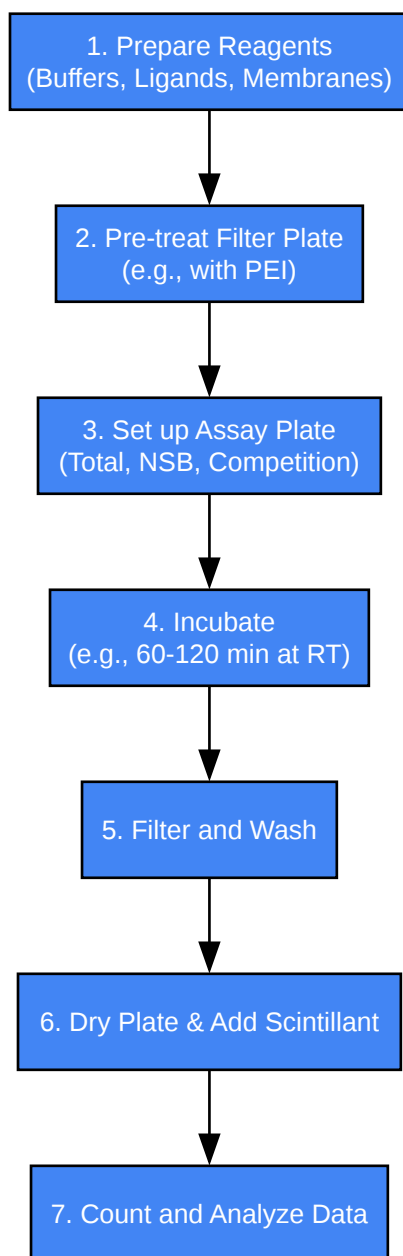 1. Prepare Reagents
(Buffers, Ligands, Membranes)
2. Pre-treat Filter Plate
(e.g., with PEI)
3. Set up Assay Plate
(Total, NSB, Competition)
4. Incubate
(e.g., 60-120 min at RT)
5. Filter and Wash
6. Dry Plate & Add Scintillant
7. Count and Analyze Data